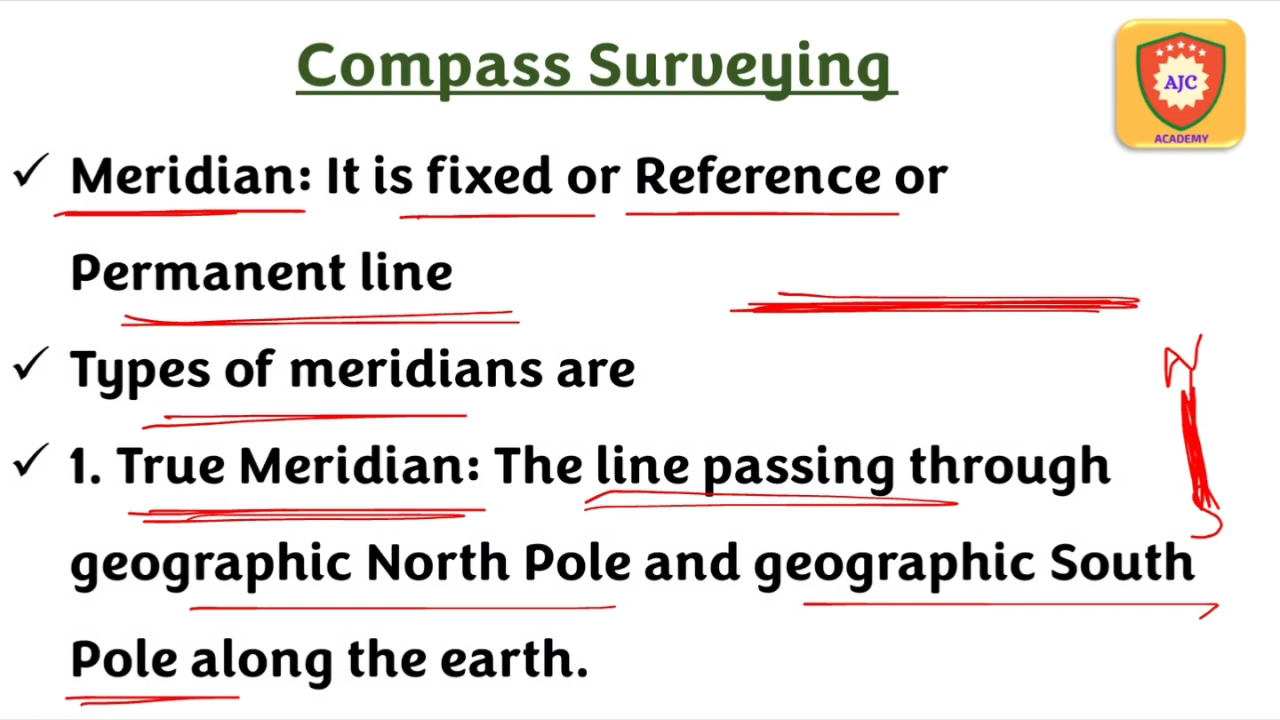 Compass Surveying
AJC
ACADEMY
✓ Meridian: It is fixed or Reference or
Permanent line
✓ Types of meridians are
N
✓ 1. True Meridian: The line passing through
S
geographic North Pole and geographic South
Pole along the earth.